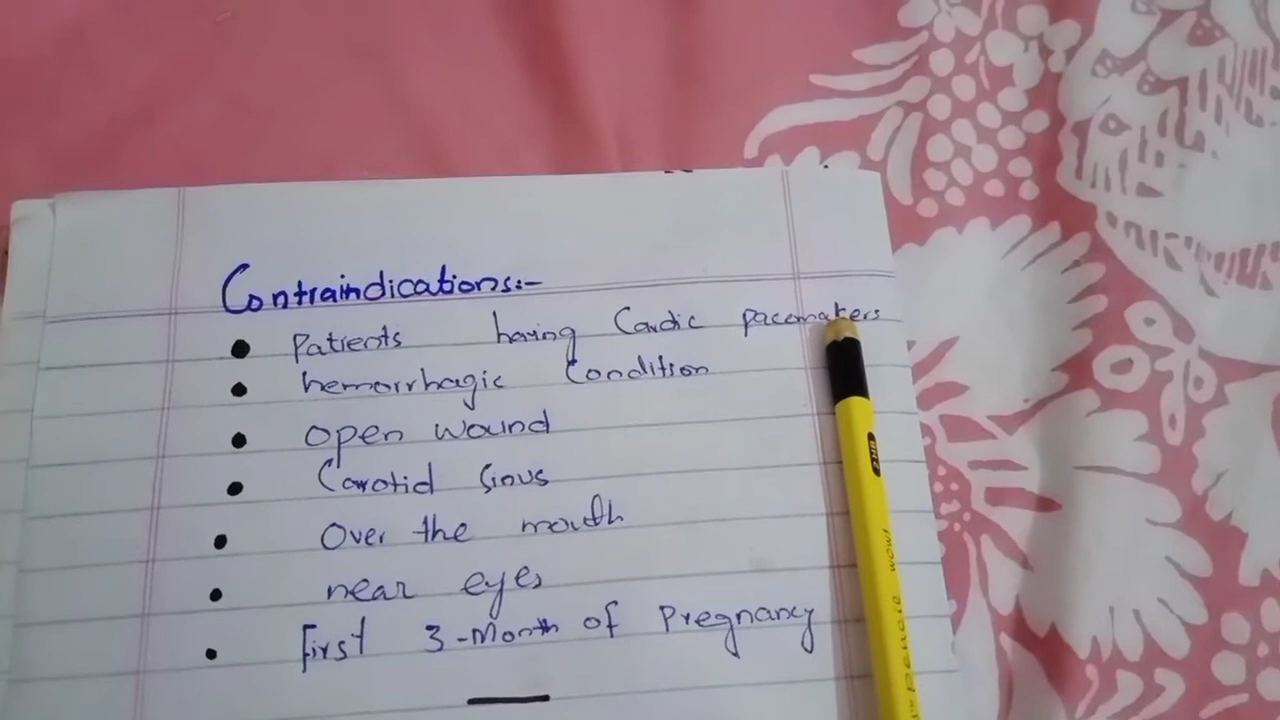 Contraindications:-
• Patients having Cardic pacemakers
• hemorrhagic Condition
• open wound
• Carotid Sinus
• Over the mouth
• near eyes
• First 3-Month of Pregnancy